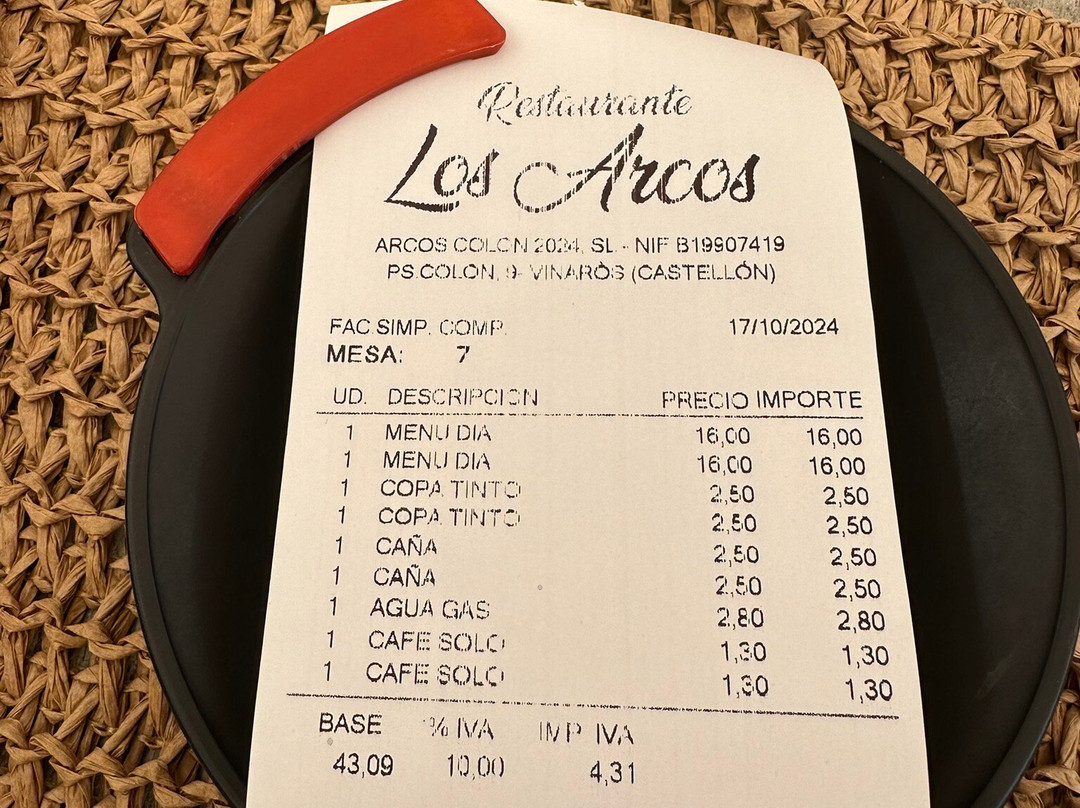 Restaurante
Los Arcos
ARCOS COLON 2024, SL - NIF B19907419
PS.COLON, 9- VINARÒS (CASTELLÓN)
FAC.SIMP. COMP. 17/10/2024
MESA: 7
UD. DESCRIPCION PRECIO IMPORTE
1 MENU DIA 16,00 16,00
1 MENU DIA 16,00 16,00
1 COPA TINTO 2,50 2,50
1 COPA TINTO 2,50 2,50
1 CAÑA 2,50 2,50
1 CAÑA 2,50 2,50
1 AGUA GAS 2,80 2,80
1 CAFE SOLO 1,30 1,30
1 CAFE SOLO 1,30 1,30
BASE % IVA IMP IVA
43,09 10,00 4,31